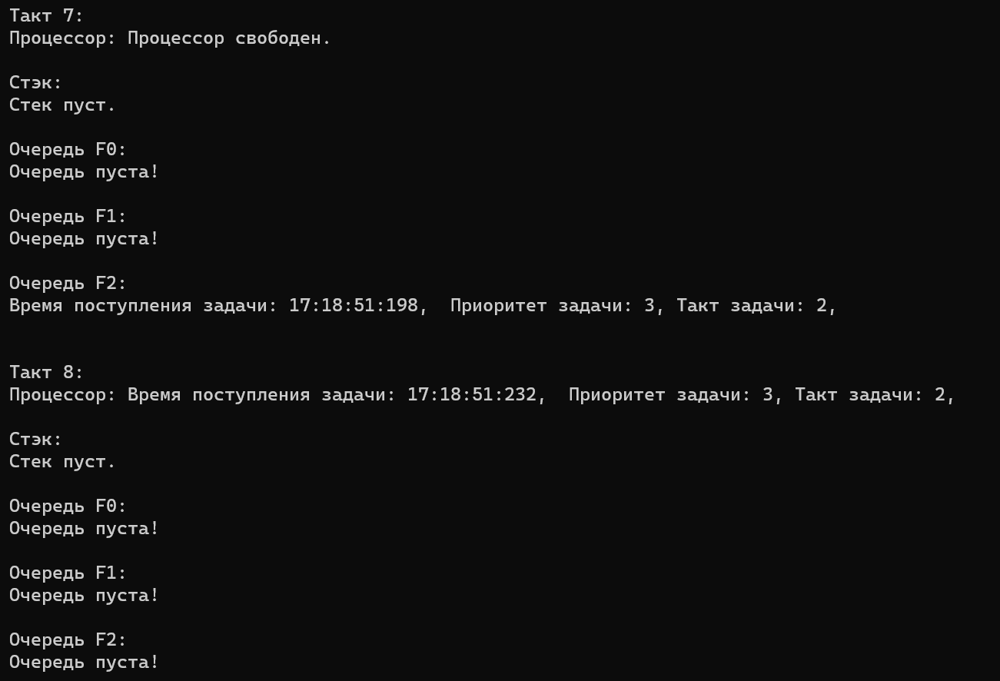 Такт 7:
Процессор: Процессор свободен.
Стэк:
Стек пуст.
Очередь F0:
Очередь пуста!
Очередь F1:
Очередь пуста!
Очередь F2:
Время поступления задачи: 17:18:51:198,  Приоритет задачи: 3, Такт задачи: 2,
Такт 8:
Процессор: Время поступления задачи: 17:18:51:232,  Приоритет задачи: 3, Такт задачи: 2,
Стэк:
Стек пуст.
Очередь F0:
Очередь пуста!
Очередь F1:
Очередь пуста!
Очередь F2:
Очередь пуста!